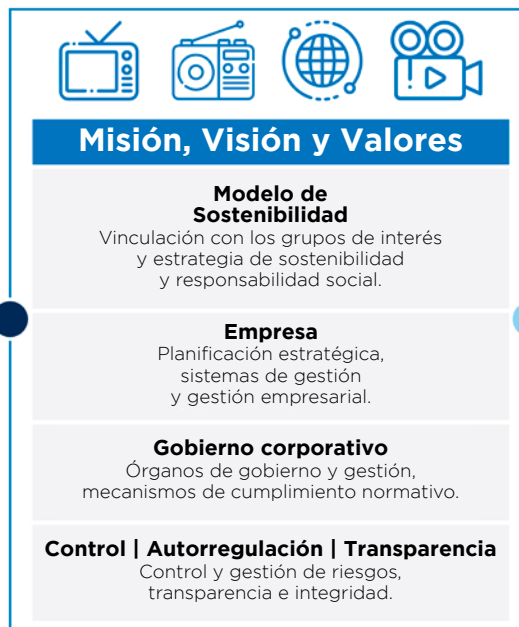 Misión, Visión y Valores
Modelo de
Sostenibilidad
Vinculación con los grupos de interés
y estrategia de sostenibilidad
y responsabilidad social.
Empresa
Planificación estratégica,
sistemas de gestión
y gestión empresarial.
Gobierno corporativo
Órganos de gobierno y gestión,
mecanismos de cumplimiento normativo.
Control | Autorregulación | Transparencia
Control y gestión de riesgos,
transparencia e integridad.